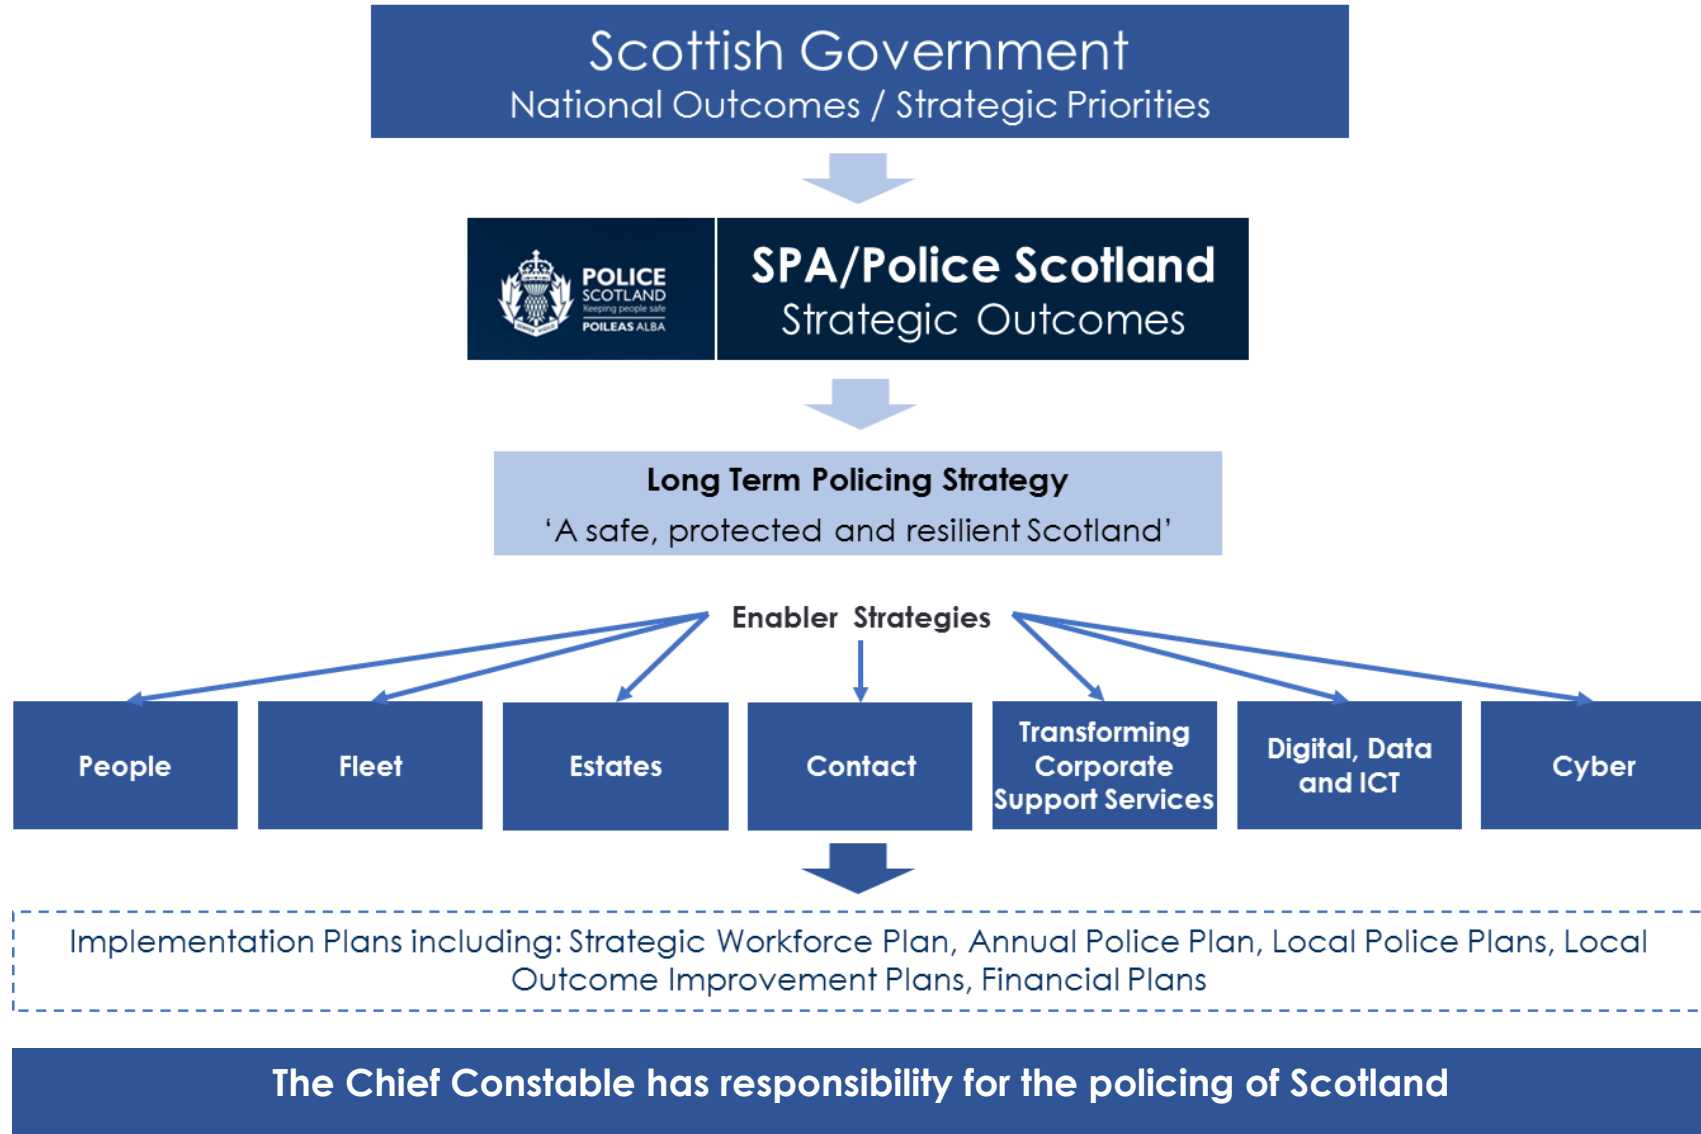 Scottish Government
National Outcomes / Strategic Priorities
POLICE
SCOTLAND
Keeping people safe
POILEAS ALBA
SPA/Police Scotland
Strategic Outcomes
Long Term Policing Strategy
‘A safe, protected and resilient Scotland’
Enabler Strategies
People
Fleet
Estates
Contact
Transforming
Corporate
Support Services
Digital, Data
and ICT
Cyber
Implementation Plans including: Strategic Workforce Plan, Annual Police Plan, Local Police Plans, Local
Outcome Improvement Plans, Financial Plans
The Chief Constable has responsibility for the policing of Scotland